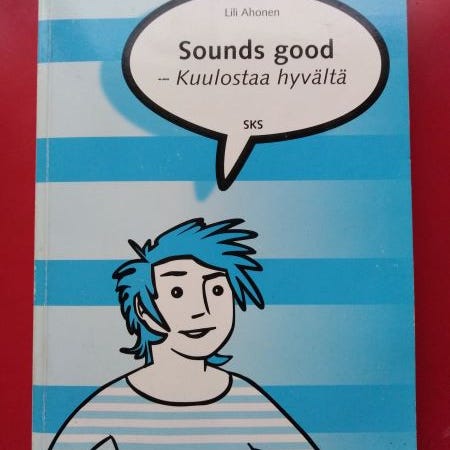 Lili Ahonen
Sounds good
– Kuulostaa hyvältä
SKS